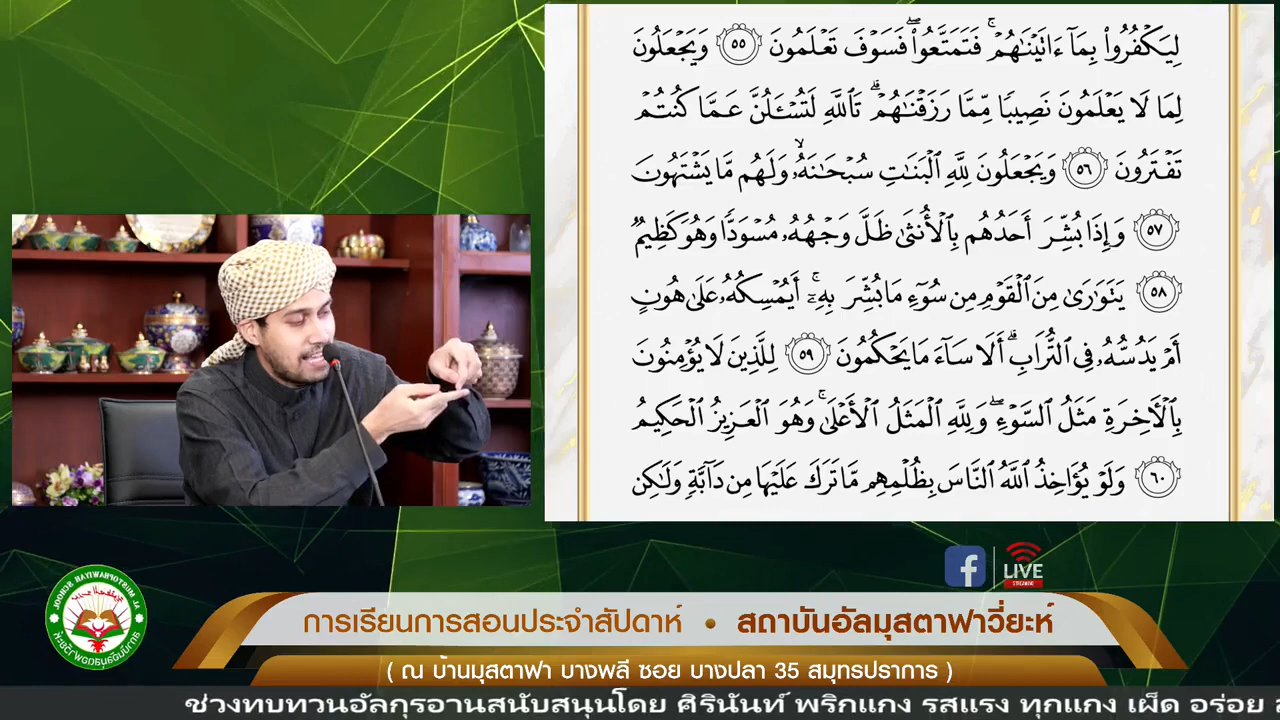 لِيَكْفُرُوا۟ بِمَآ ءَاتَيْنَٰهُمْ ۚ فَتَمَتَّعُوا۟ ۖ فَسَوْفَ تَعْلَمُونَ ٥٥ وَيَجْعَلُونَ
لِمَا لَا يَعْلَمُونَ نَصِيبًا مِّمَّا رَزَقْنَٰهُمْ ۗ تَٱللَّهِ لَتُسْـَٔلُنَّ عَمَّا كُنتُمْ
تَفْتَرُونَ ٥٦ وَيَجْعَلُونَ لِلَّهِ ٱلْبَنَٰتِ سُبْحَٰنَهُۥ ۙ وَلَهُم مَّا يَشْتَهُونَ
٥٧ وَإِذَا بُشِّرَ أَحَدُهُم بِٱلْأُنثَىٰ ظَلَّ وَجْهُهُۥ مُسْوَدًّا وَهُوَ كَظِيمٌ
٥٨ يَتَوَٰرَىٰ مِنَ ٱلْقَوْمِ مِن سُوٓءِ مَا بُشِّرَ بِهِۦٓ ۚ أَيُمْسِكُهُۥ عَلَىٰ هُونٍ
أَمْ يَدُسُّهُۥ فِى ٱلتُّرَابِ ۗ أَلَا سَآءَ مَا يَحْكُمُونَ ٥٩ لِلَّذِينَ لَا يُؤْمِنُونَ
بِٱلْءَاخِرَةِ مَثَلُ ٱلسَّوْءِ ۖ وَلِلَّهِ ٱلْمَثَلُ ٱلْأَعْلَىٰ ۚ وَهُوَ ٱلْعَزِيزُ ٱلْحَكِيمُ
٦٠ وَلَوْ يُؤَاخِذُ ٱللَّهُ ٱلنَّاسَ بِظُلْمِهِم مَّا تَرَكَ عَلَيْهَا مِن دَآبَّةٍ وَلَٰكِن
f LIVE
AL MUSTOPHAWIYAH SCHOOL
การเรียนการสอนประจำสัปดาห์ • สถาบันอัลมุสตาฟาวี่ยะห์
( ณ บ้านมุสตาฟา บางพลี ซอย บางปลา 35 สมุทรปราการ )
ช่วงทบทวนอัลกุรอานสนับสนุนโดย ศิรินันท์ พริกแกง รสแรง ทุกแกง เผ็ด อร่อย